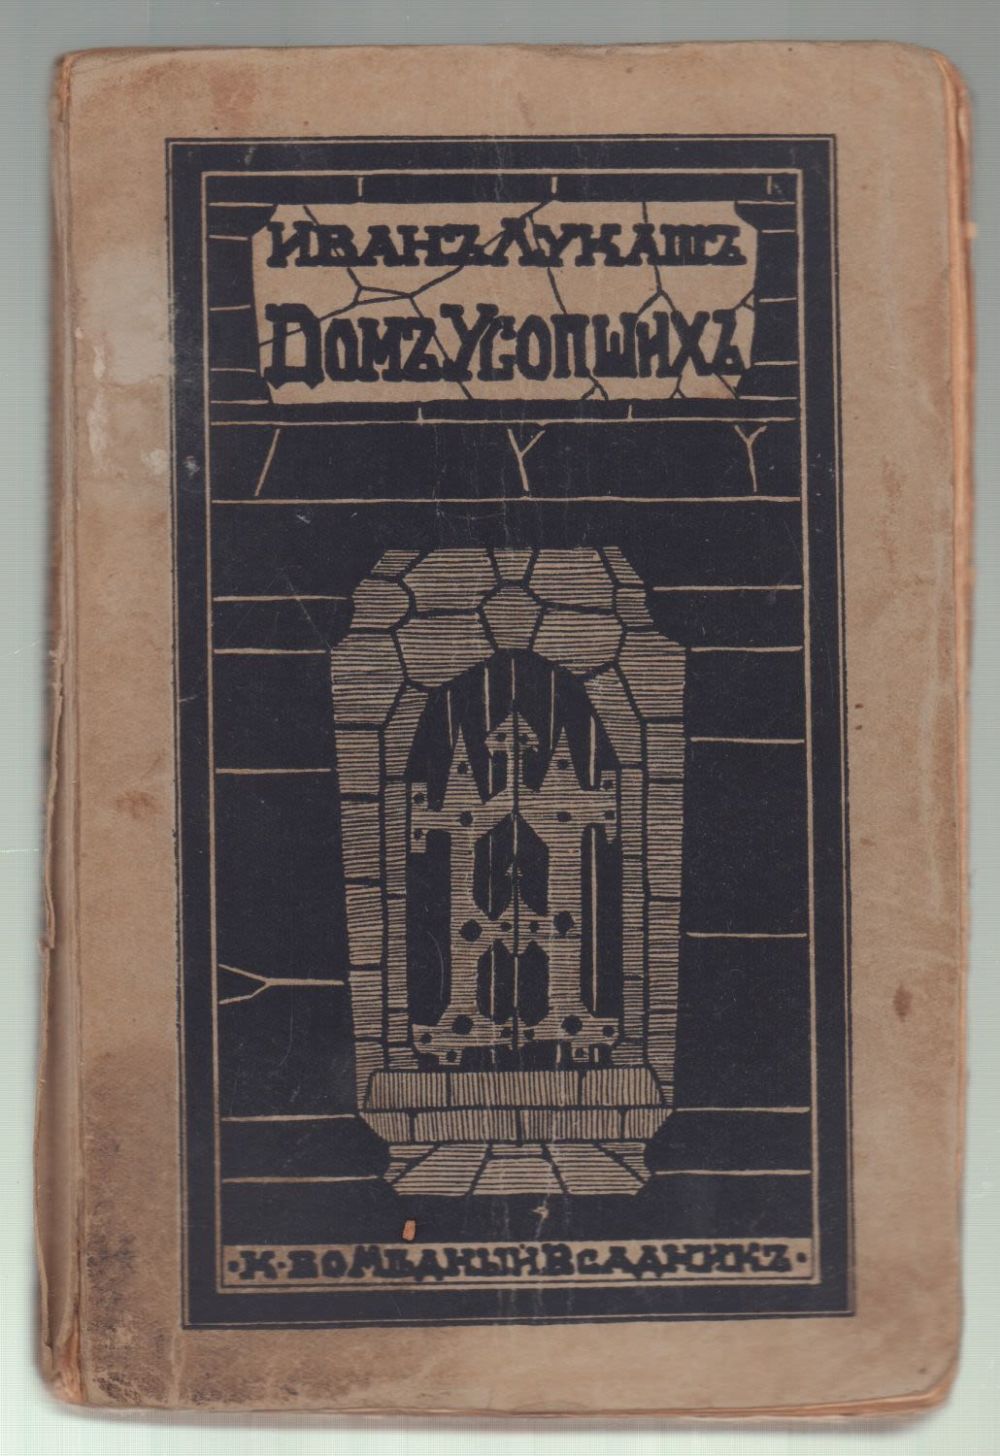 ИВАНЪ ЛУКАШЪ
ДОМЪ УСОПШИХЪ
·К·ВО МѢДНЫЙ ВСАДНИКЪ·